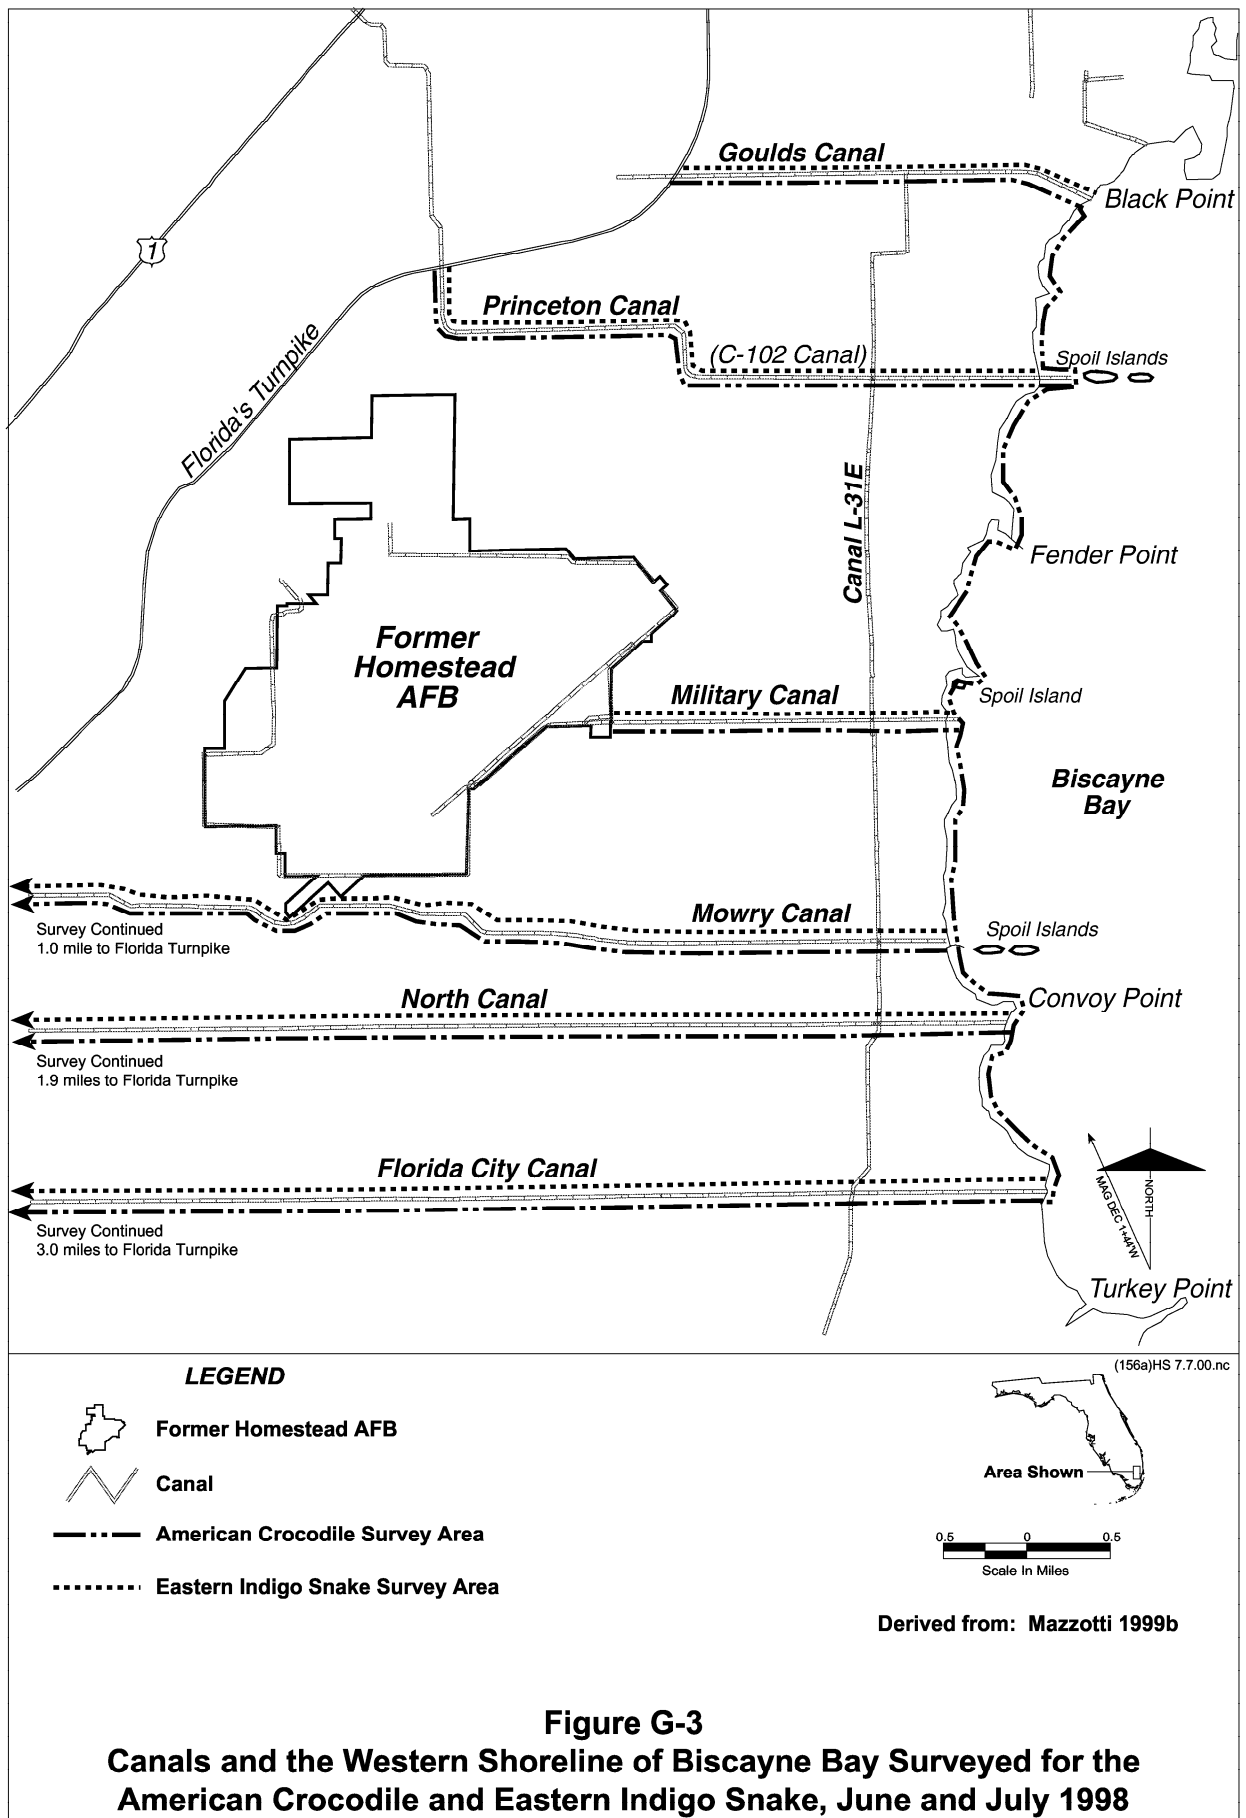 Goulds Canal
Black Point
1
Princeton Canal
(C-102 Canal)
Spoil Islands
Florida's Turnpike
Canal L-31E
Fender Point
Former
Homestead
AFB
Military Canal
Spoil Island
Biscayne
Bay
Mowry Canal
Spoil Islands
Survey Continued
1.0 mile to Florida Turnpike
North Canal
Convoy Point
Survey Continued
1.9 miles to Florida Turnpike
Florida City Canal
Survey Continued
3.0 miles to Florida Turnpike
MAG DEC 1+44'W
NORTH
Turkey Point
(156a)HS 7.7.00.nc
LEGEND
Former Homestead AFB
Canal
American Crocodile Survey Area
Eastern Indigo Snake Survey Area
Area Shown
0.5 0 0.5
Scale In Miles
Derived from: Mazzotti 1999b
Figure G-3
Canals and the Western Shoreline of Biscayne Bay Surveyed for the
American Crocodile and Eastern Indigo Snake, June and July 1998